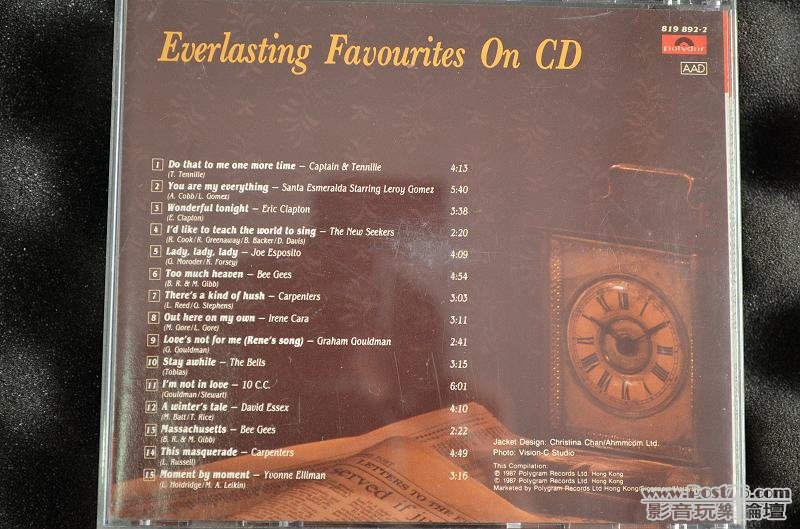 819 892-2
Everlasting Favourites On CD
polydor
AAD
1 Do that to me one more time – Captain & Tennille 4:13
(T. Tennille)
2 You are my everything – Santa Esmeralda Starring Leroy Gomez 5:40
(A. Cobb/L. Gomez)
3 Wonderful tonight – Eric Clapton 3:38
(E. Clapton)
4 I'd like to teach the world to sing – The New Seekers 2:20
(R. Cook/R. Greenaway/B. Backer/D. Davis)
5 Lady, lady, lady – Joe Esposito 4:09
(G. Moroder/K. Forsey)
6 Too much heaven – Bee Gees 4:54
(B. R. & M. Gibb)
7 There's a kind of hush – Carpenters 3:03
(L. Reed/G. Stephens)
8 Out here on my own – Irene Cara 3:11
(M. Gore/L. Gore)
9 Love's not for me (Rene's song) – Graham Gouldman 2:41
(G. Gouldman)
10 Stay awhile – The Bells 3:15
(Tobias)
11 I'm not in love – 10 C.C. 6:01
(Gouldman/Stewart)
12 A winter's tale – David Essex 4:10
(M. Batt/T. Rice)
13 Massachusetts – Bee Gees 2:22
(B. R. & M. Gibb)
14 This masquerade – Carpenters 4:49
(L. Russell)
15 Moment by moment – Yvonne Elliman 3:16
(L. Holdridge/M. A. Leikin)
LETTERS TO THE
served
Jacket Design: Christina Chan/Ahmmcom Ltd.
Photo: Vision-C Studio
This Compilation:
℗ 1987 Polygram Records Ltd. Hong Kong
© 1987 Polygram Records Ltd. Hong Kong
Marketed by Polygram Records Ltd. Hong Kong/
www.Post76.com
影音玩樂論壇